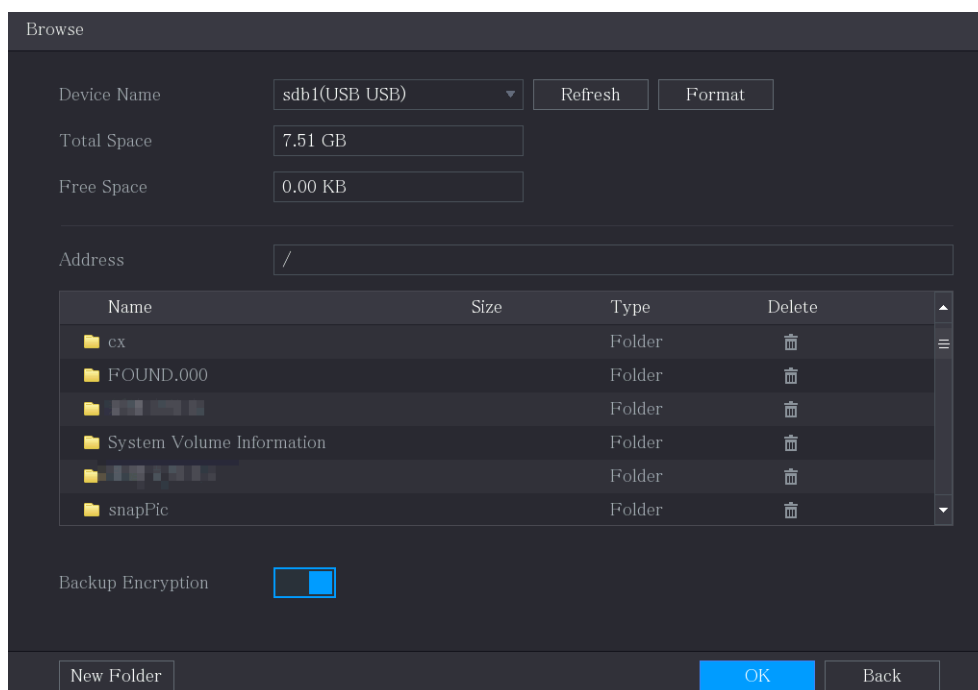 Browse
Device Name sdb1(USB USB) Refresh Format
Total Space 7.51 GB
Free Space 0.00 KB
Address /
Name Size Type Delete
cx Folder
FOUND.000 Folder
Folder
System Volume Information Folder
Folder
snapPic Folder
Backup Encryption
New Folder OK Back